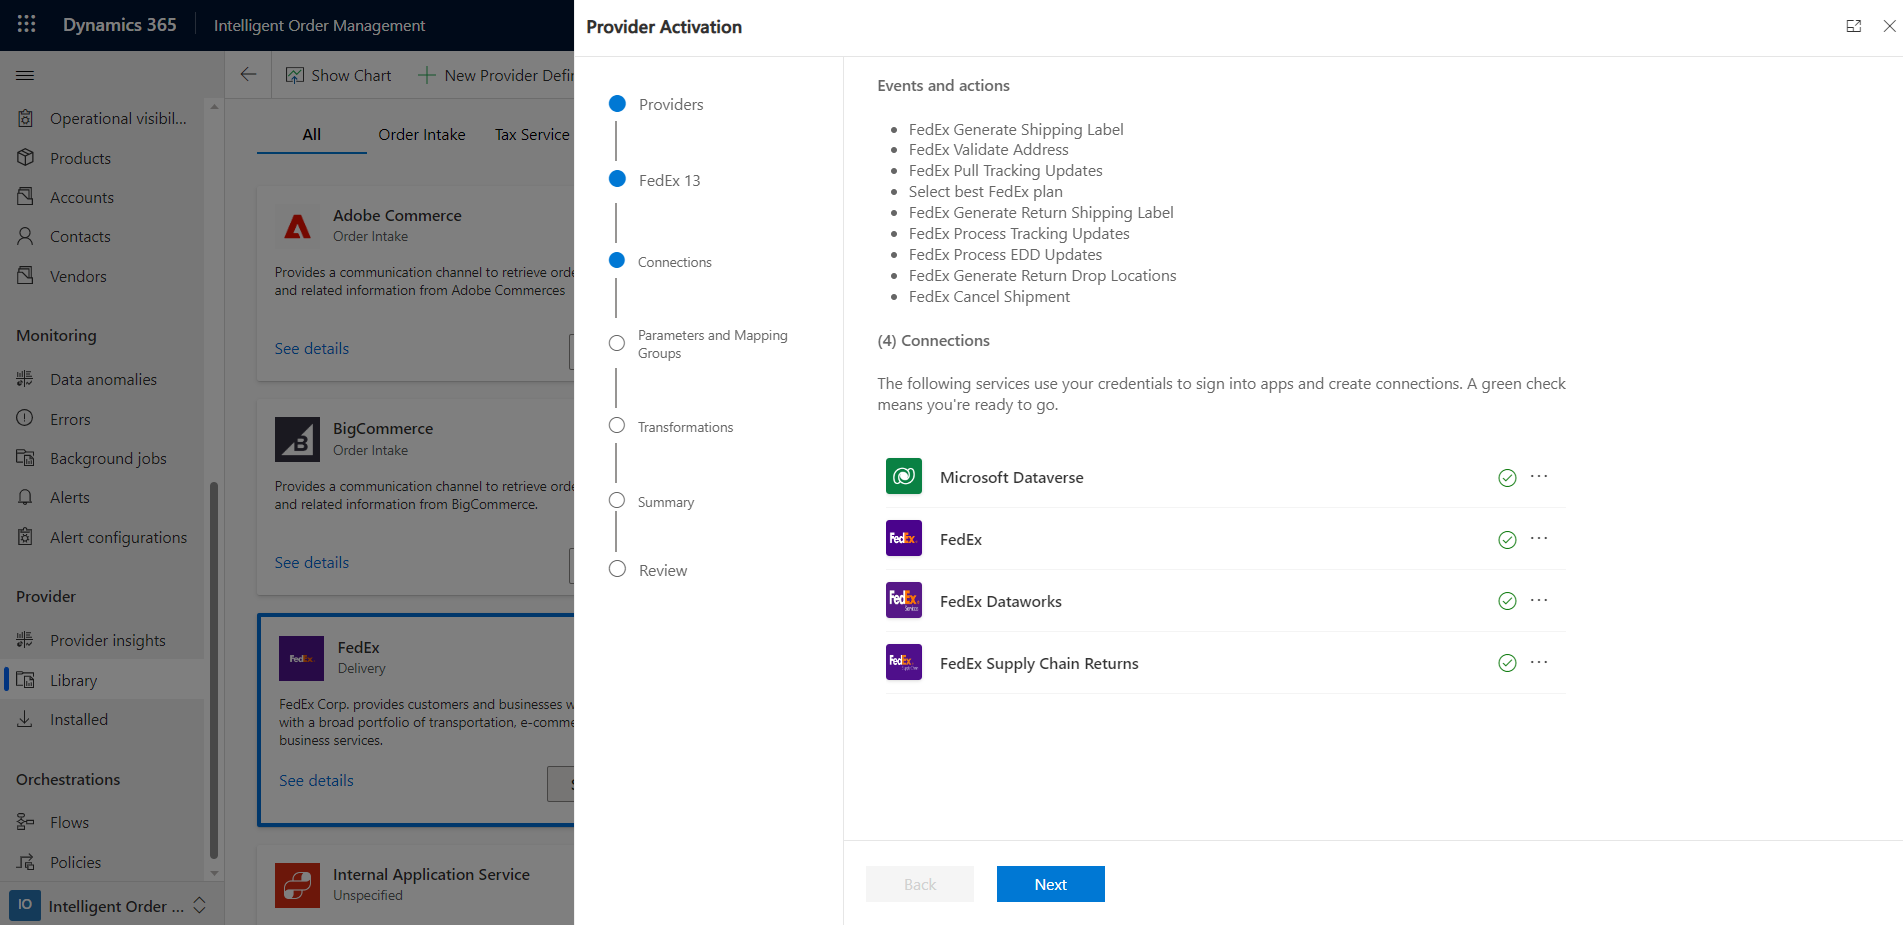 Dynamics 365
Intelligent Order Management
Provider Activation
Show Chart
New Provider Defin
Operational visibil...
Products
Accounts
Contacts
Vendors
Monitoring
Data anomalies
Errors
Background jobs
Alerts
Alert configurations
Provider
Provider insights
Library
Installed
Orchestrations
Flows
Policies
IO
Intelligent Order ...
All
Order Intake
Tax Service
Adobe Commerce
Order Intake
Provides a communication channel to retrieve orde
and related information from Adobe Commerces
See details
B
BigCommerce
Order Intake
Provides a communication channel to retrieve orde
and related information from BigCommerce.
See details
FedEx
FedEx
Delivery
FedEx Corp. provides customers and businesses w
with a broad portfolio of transportation, e-comme
business services.
See details
Internal Application Service
Unspecified
Providers
FedEx 13
Connections
Parameters and Mapping
Groups
Transformations
Summary
Review
Events and actions
• FedEx Generate Shipping Label
• FedEx Validate Address
• FedEx Pull Tracking Updates
• Select best FedEx plan
• FedEx Generate Return Shipping Label
• FedEx Process Tracking Updates
• FedEx Process EDD Updates
• FedEx Generate Return Drop Locations
• FedEx Cancel Shipment
(4) Connections
The following services use your credentials to sign into apps and create connections. A green check
means you're ready to go.
Microsoft Dataverse
FedEx
FedEx
FedEx
FedEx Dataworks
FedEx
FedEx Supply Chain Returns
Back
Next